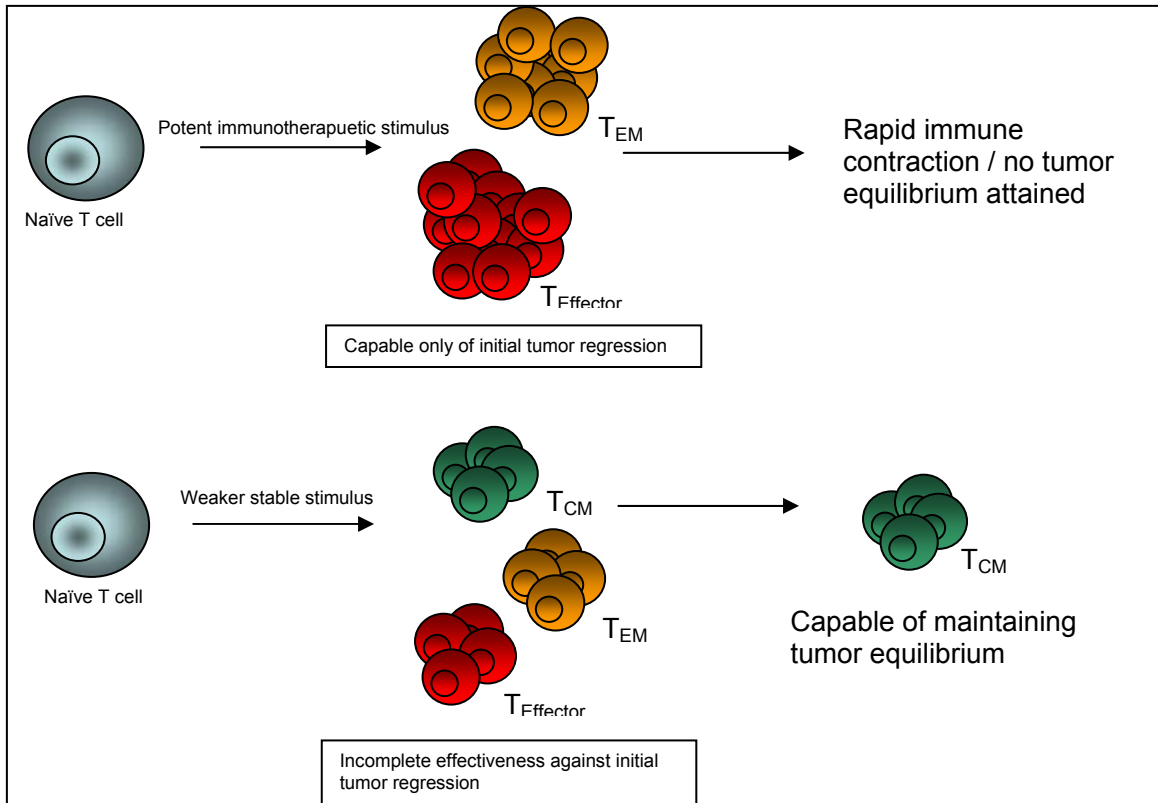 Potent immunotherapuetic stimulus
Naïve T cell
TEM
TEffector
Rapid immune
contraction / no tumor
equilibrium attained
Capable only of initial tumor regression
Weaker stable stimulus
Naïve T cell
TCM
TEM
TEffector
TCM
Capable of maintaining
tumor equilibrium
Incomplete effectiveness against initial
tumor regression